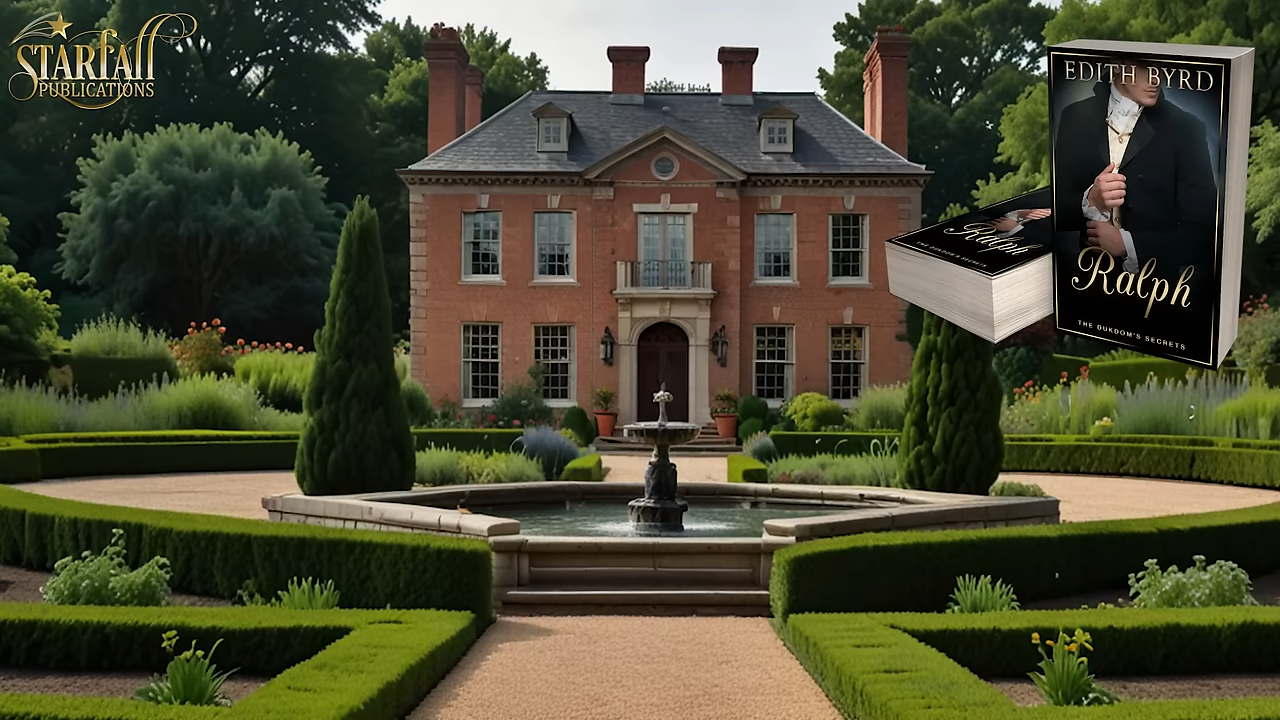 STARfall
PUBLICATIONS
EDITH BYRD
Ralph
THE DUKDOM'S SECRETS
Ralph
THE DUKDOM'S SECRETS